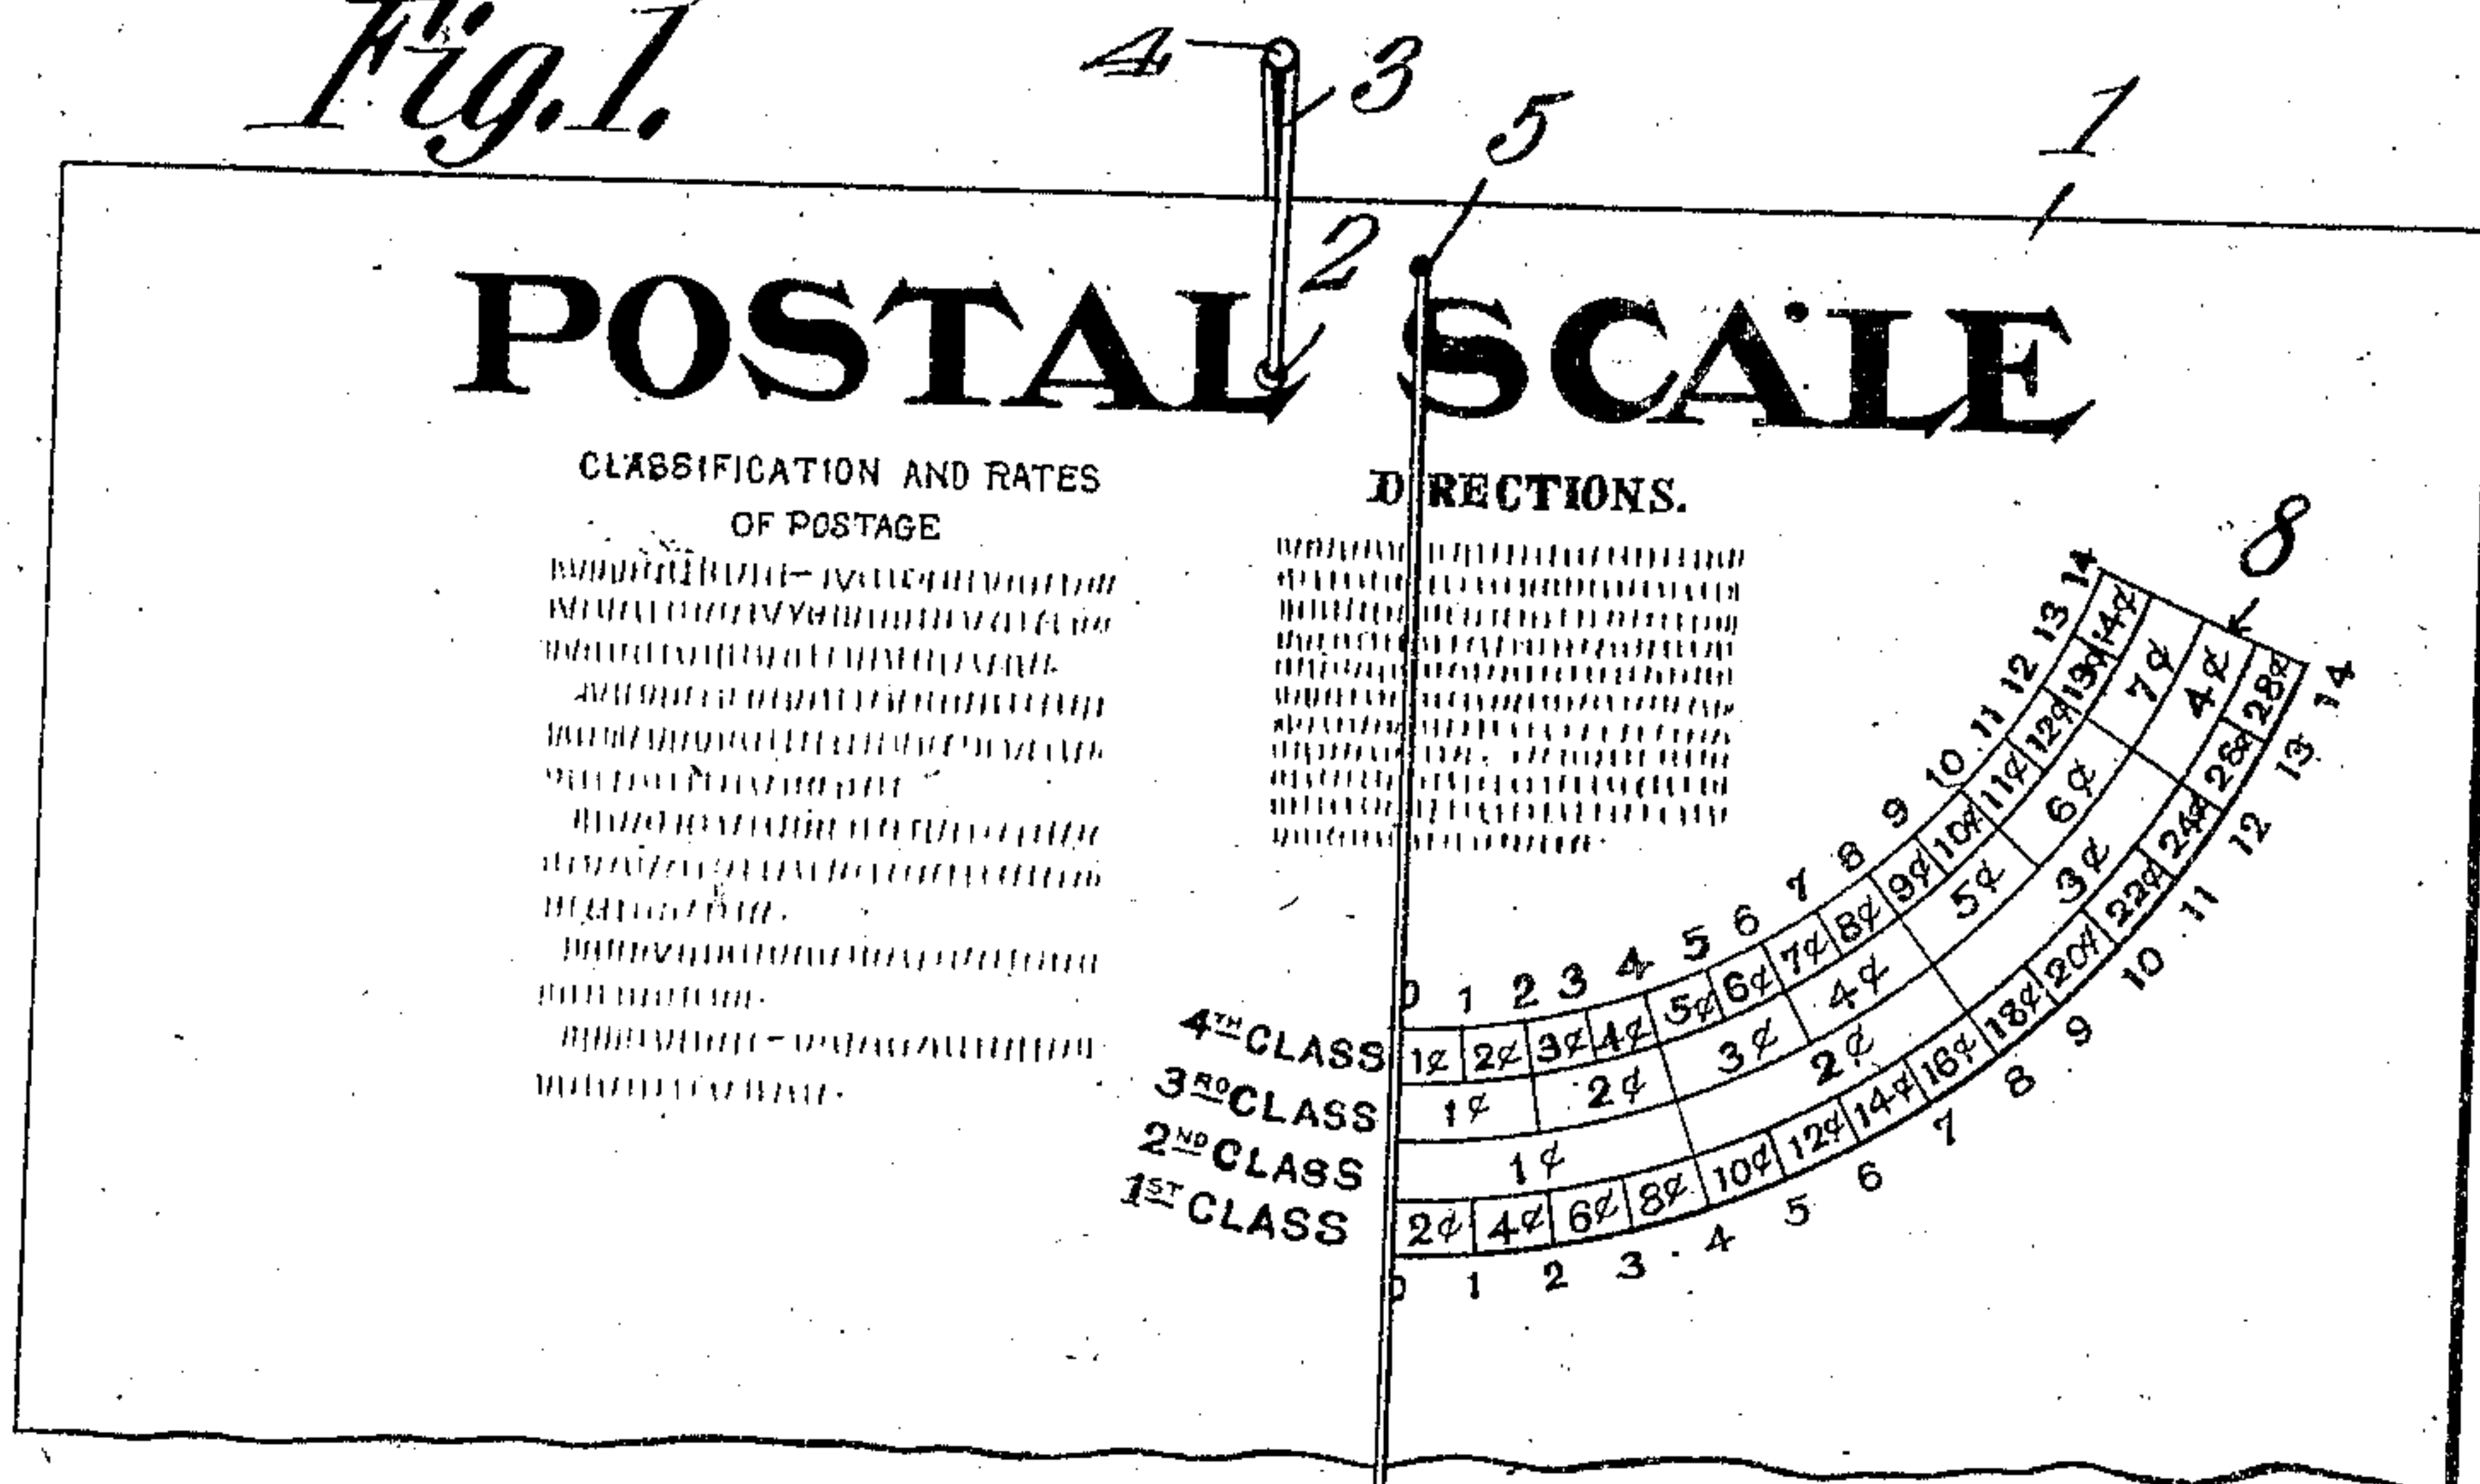 Fig.1.
4 3 5 1
2
POSTAL SCALE
CLASSIFICATION AND RATES
OF POSTAGE
DIRECTIONS.
8
0 1 2 3 4 5 6 7 8 9 10 11 12 13 14
4TH CLASS 1¢ 2¢ 3¢ 4¢ 5¢ 6¢ 7¢ 8¢ 9¢ 10¢ 11¢ 12¢ 13¢ 14¢
3RD CLASS 1¢ 2¢ 3¢ 4¢ 5¢ 6¢ 7¢
2ND CLASS 1¢ 2¢ 3¢ 4¢
1ST CLASS 2¢ 4¢ 6¢ 8¢ 10¢ 12¢ 14¢ 16¢ 18¢ 20¢ 22¢ 24¢ 26¢ 28¢
0 1 2 3 4 5 6 7 8 9 10 11 12 13 14